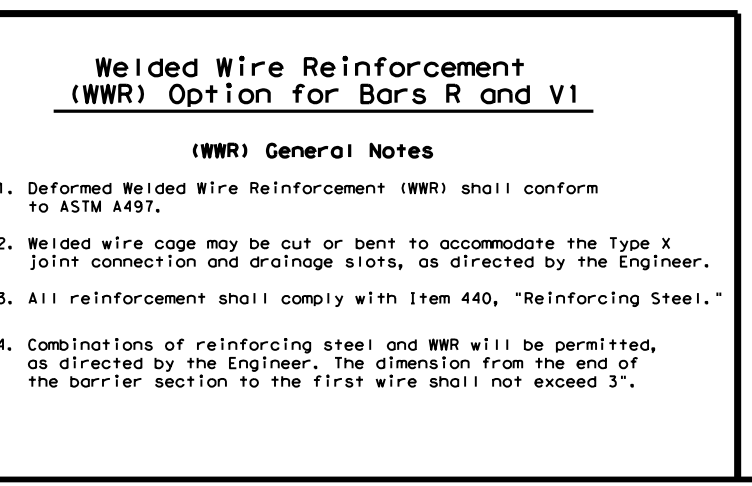 Welded Wire Reinforcement
(WWR) Option for Bars R and V1
(WWR) General Notes
1. Deformed Welded Wire Reinforcement (WWR) shall conform
to ASTM A497.
2. Welded wire cage may be cut or bent to accommodate the Type X
joint connection and drainage slots, as directed by the Engineer.
3. All reinforcement shall comply with Item 440, "Reinforcing Steel."
4. Combinations of reinforcing steel and WWR will be permitted,
as directed by the Engineer. The dimension from the end of
the barrier section to the first wire shall not exceed 3".